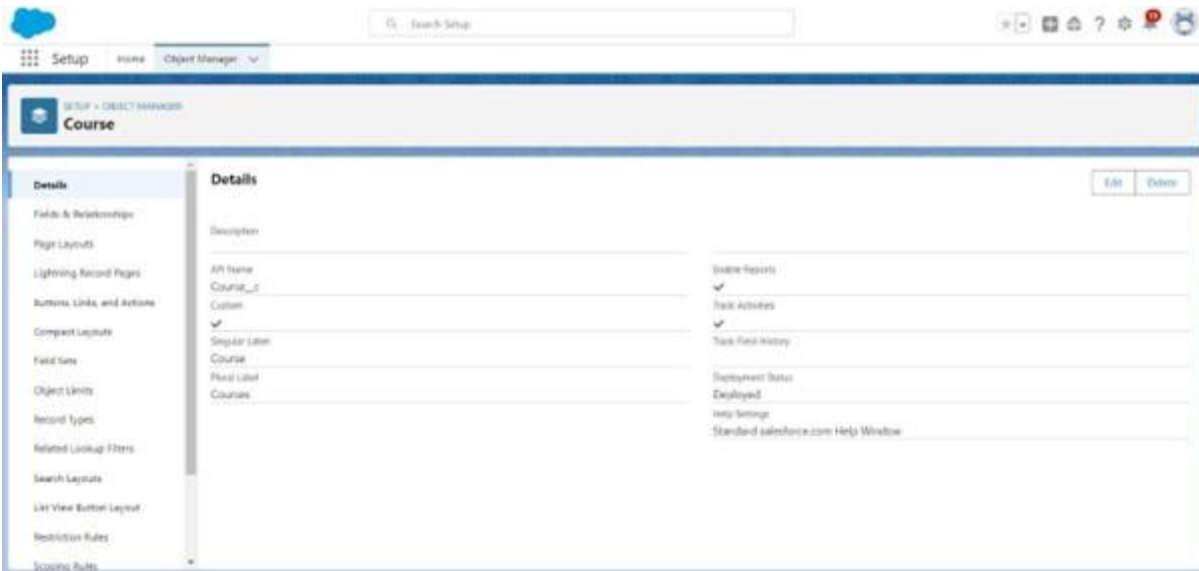 Search Setup
Setup
Home
Object Manager
SETUP > OBJECT MANAGER
Course
Details
Fields & Relationships
Page Layouts
Lightning Record Pages
Buttons, Links, and Actions
Compact Layouts
Field Sets
Object Limits
Record Types
Related Lookup Filters
Search Layouts
List View Button Layout
Restriction Rules
Scoping Rules
Details
Edit
Delete
Description
API Name
Course__c
Custom
Singular Label
Course
Plural Label
Courses
Enable Reports
Track Activities
Track Field History
Deployment Status
Deployed
Help Settings
Standard salesforce.com Help Window